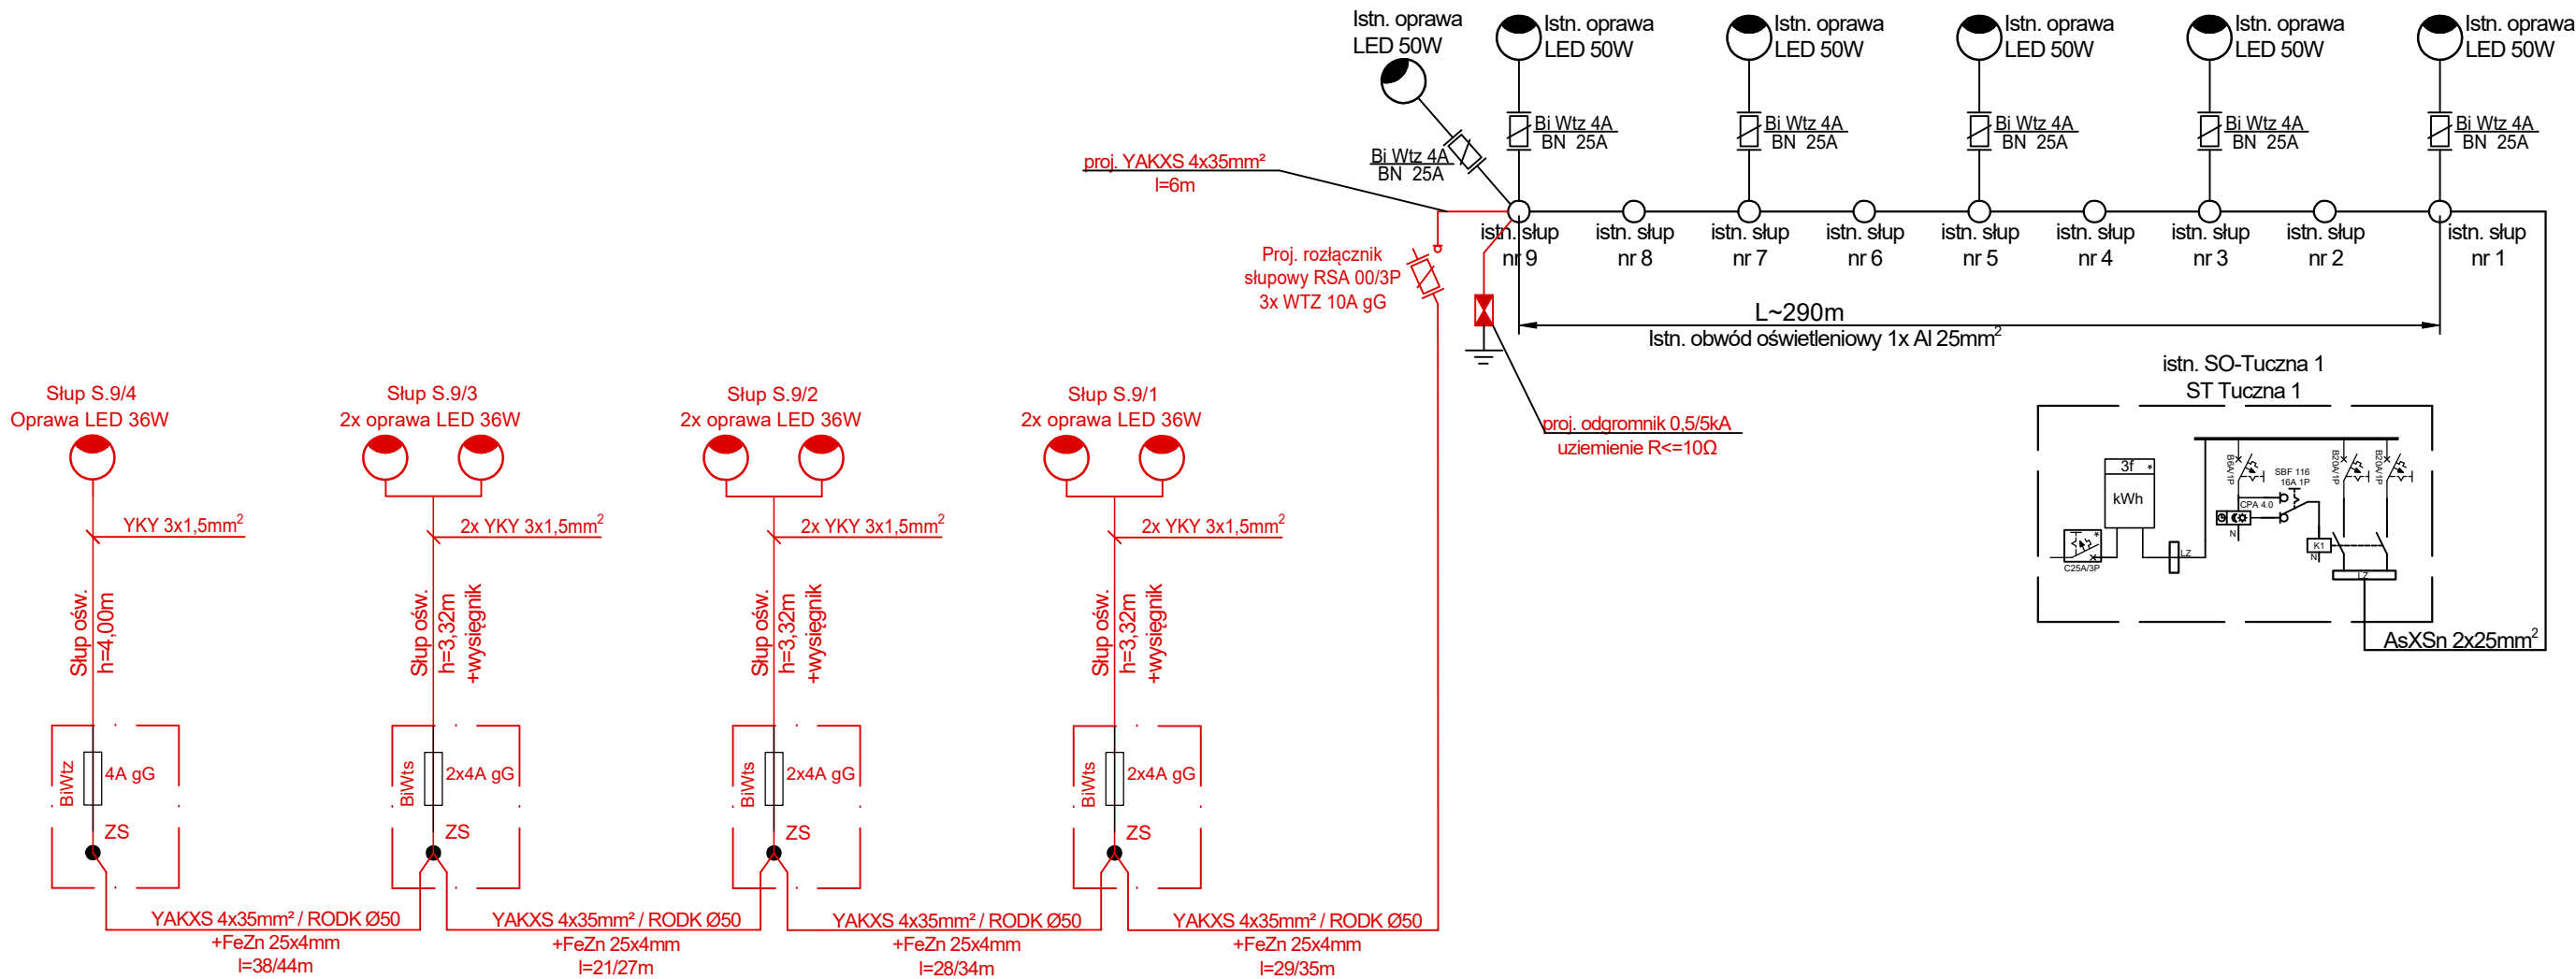 Istn. oprawa
LED 50W
Istn. oprawa
LED 50W
Istn. oprawa
LED 50W
Istn. oprawa
LED 50W
Istn. oprawa
LED 50W
Istn. oprawa
LED 50W
Bi Wtz 4A
BN 25A
Bi Wtz 4A
BN 25A
Bi Wtz 4A
BN 25A
Bi Wtz 4A
BN 25A
Bi Wtz 4A
BN 25A
Bi Wtz 4A
BN 25A
proj. YAKXS 4x35mm²
l=6m
istn. słup
nr 9
istn. słup
nr 8
istn. słup
nr 7
istn. słup
nr 6
istn. słup
nr 5
istn. słup
nr 4
istn. słup
nr 3
istn. słup
nr 2
istn. słup
nr 1
Proj. rozłącznik
słupowy RSA 00/3P
3x WTZ 10A gG
L~290m
Istn. obwód oświetleniowy 1x Al 25mm²
istn. SO-Tuczna 1
ST Tuczna 1
3f *
kWh
*
C25A/3P
LZ
B6A/1P
CPA 4.0
N
SBF 116
16A 1P
B20A/1P
B20A/1P
K1
N
LZ
AsXSn 2x25mm²
proj. odgromnik 0,5/5kA
uziemienie R<=10Ω
Słup S.9/4
Oprawa LED 36W
Słup S.9/3
2x oprawa LED 36W
Słup S.9/2
2x oprawa LED 36W
Słup S.9/1
2x oprawa LED 36W
YKY 3x1,5mm²
2x YKY 3x1,5mm²
2x YKY 3x1,5mm²
2x YKY 3x1,5mm²
Słup ośw.
h=4,00m
Słup ośw.
h=3,32m
+wysięgnik
Słup ośw.
h=3,32m
+wysięgnik
Słup ośw.
h=3,32m
+wysięgnik
BiWtz
4A gG
ZS
BiWts
2x4A gG
ZS
BiWts
2x4A gG
ZS
BiWts
2x4A gG
ZS
YAKXS 4x35mm² / RODK Ø50
+FeZn 25x4mm
l=38/44m
YAKXS 4x35mm² / RODK Ø50
+FeZn 25x4mm
l=21/27m
YAKXS 4x35mm² / RODK Ø50
+FeZn 25x4mm
l=28/34m
YAKXS 4x35mm² / RODK Ø50
+FeZn 25x4mm
l=29/35m